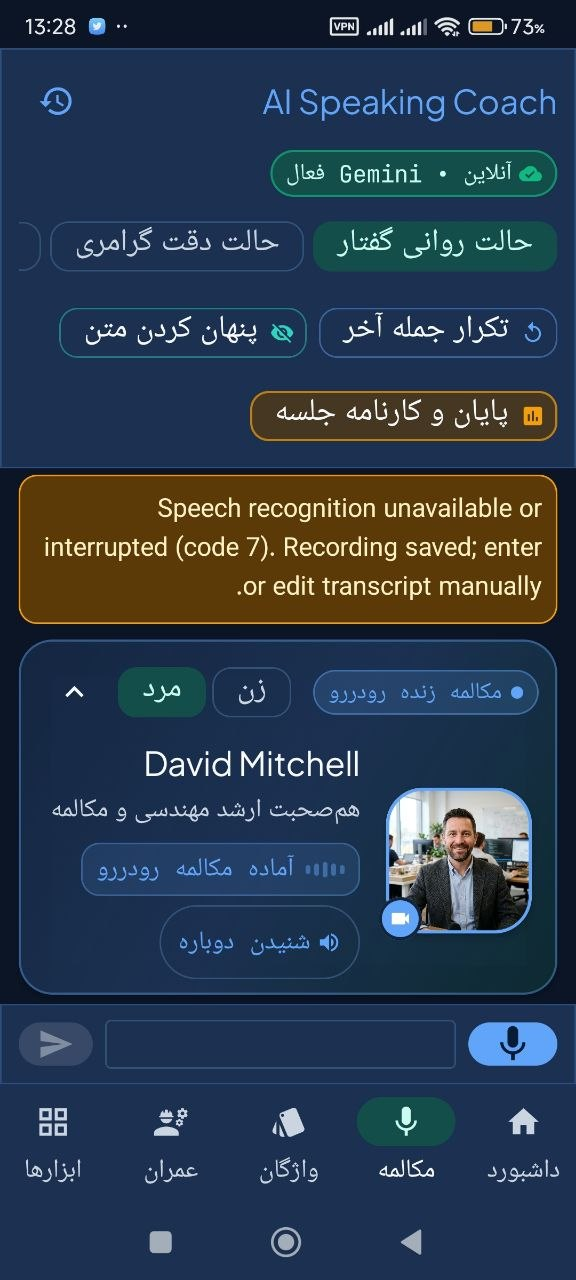 13:28
VPN
73%
AI Speaking Coach
آنلاین • Gemini فعال
حالت روانی گفتار
حالت دقت گرامری
تکرار جمله آخر
پنهان کردن متن
پایان و کارنامه جلسه
Speech recognition unavailable or
interrupted (code 7). Recording saved; enter
or edit transcript manually.
مکالمه زنده رودررو
زن
مرد
David Mitchell
هم‌صحبت ارشد مهندسی و مکالمه
آماده مکالمه رودررو
شنیدن دوباره
داشبورد
مکالمه
واژگان
عمران
ابزارها